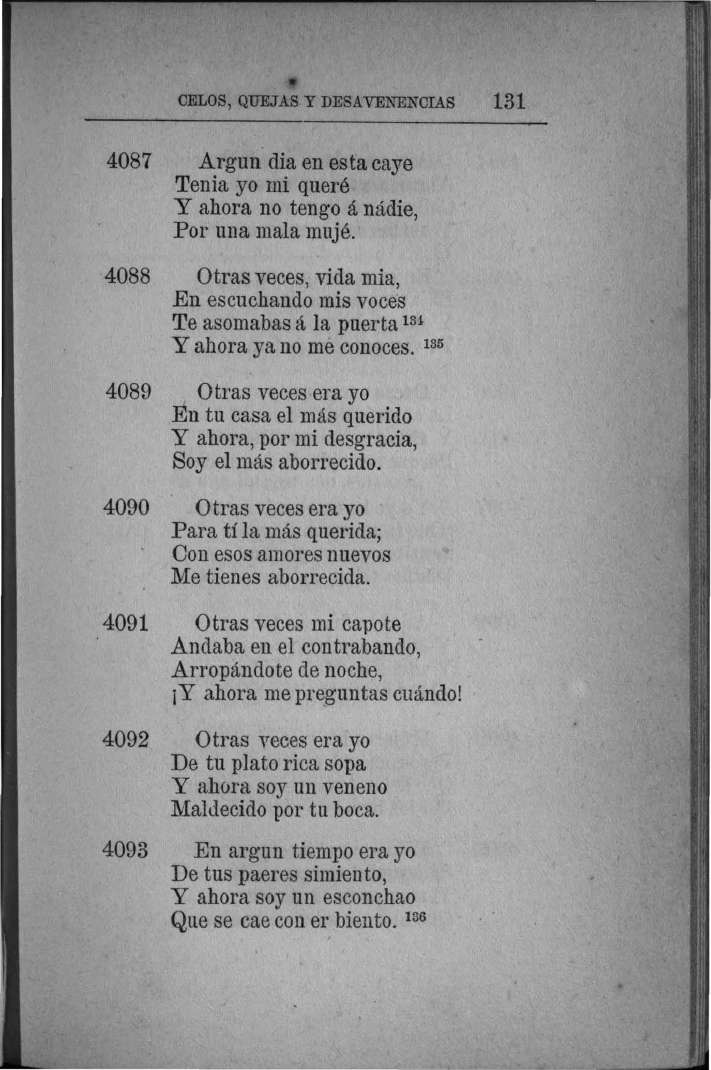 CELOS, QUEJAS Y DESAVENENCIAS 131
4087 Argun dia en esta caye
Tenia yo mi queré
Y ahora no tengo á nádie,
Por una mala mujé.
4088 Otras veces, vida mia,
En escuchando mis voces
Te asomabas á la puerta 134
Y ahora ya no me conoces. 135
4089 Otras veces era yo
En tu casa el más querido
Y ahora, por mi desgracia,
Soy el más aborrecido.
4090 Otras veces era yo
Para tí la más querida;
Con esos amores nuevos
Me tienes aborrecida.
4091 Otras veces mi capote
Andaba en el contrabando,
Arropándote de noche,
¡Y ahora me preguntas cuándo!
4092 Otras veces era yo
De tu plato rica sopa
Y ahora soy un veneno
Maldecido por tu boca.
4093 En argun tiempo era yo
De tus paeres simiento,
Y ahora soy un esconchao
Que se cae con er biento. 136